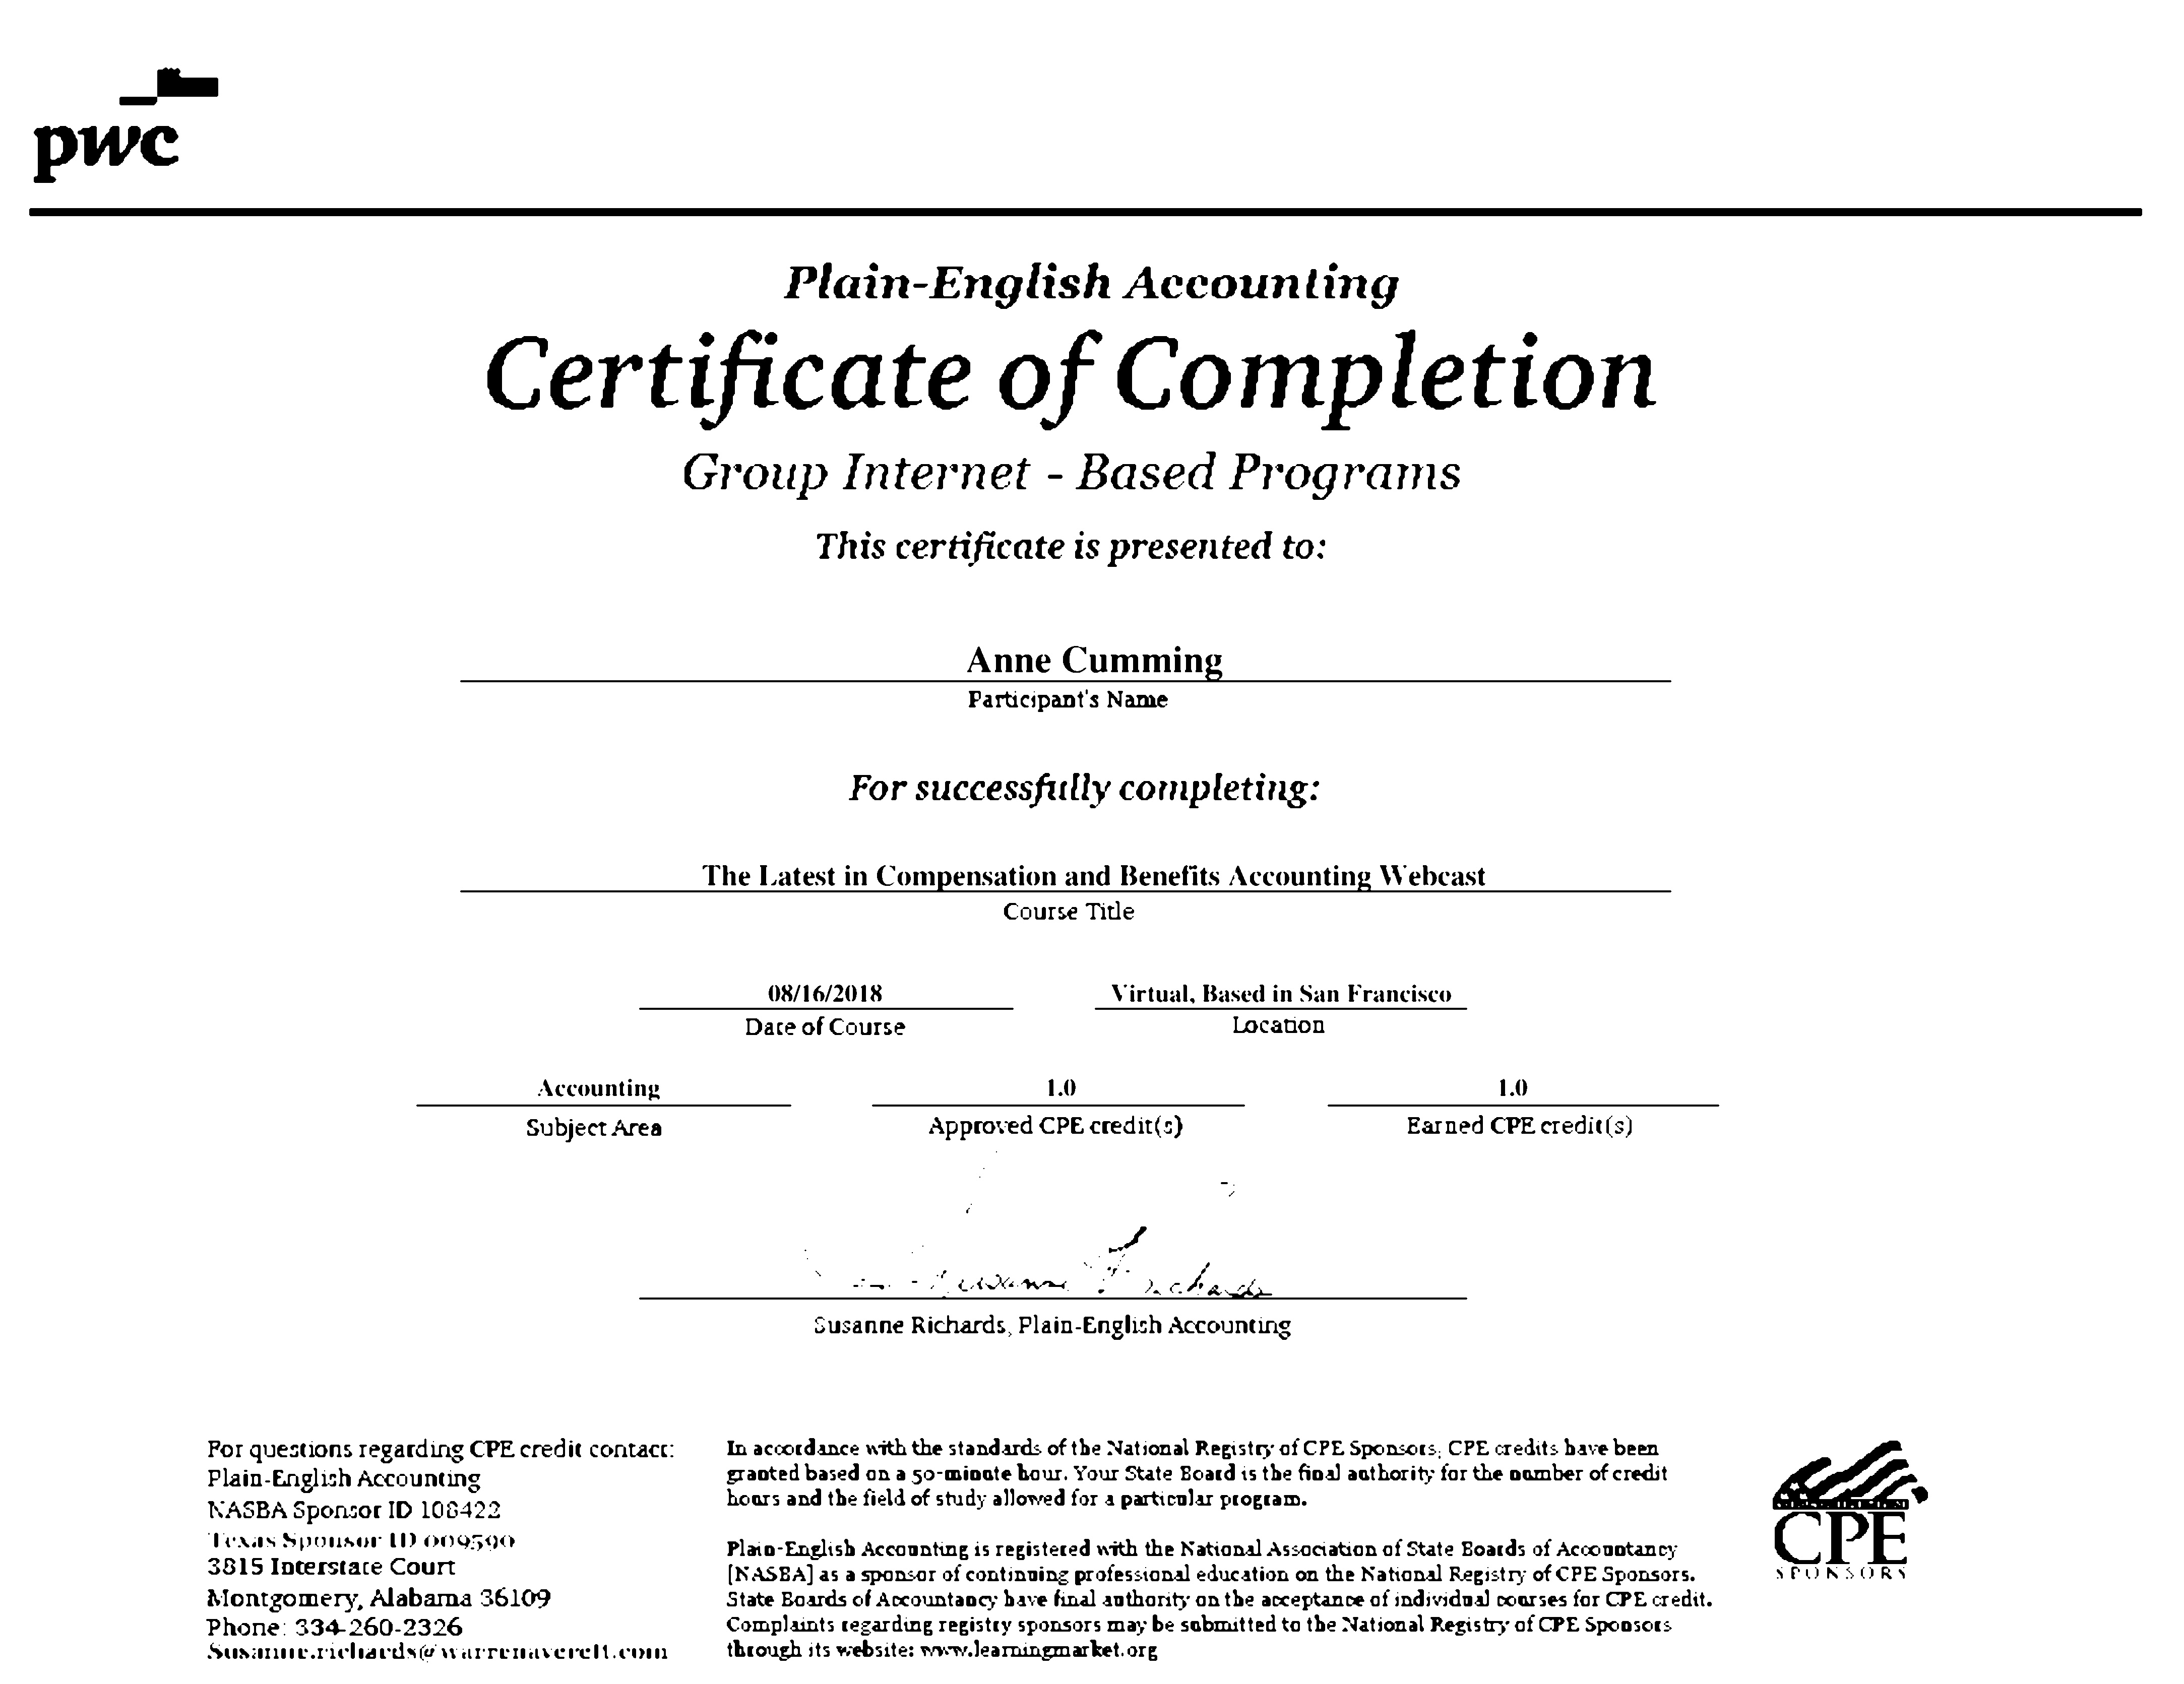 pwc
Plain-English Accounting
Certificate of Completion
Group Internet - Based Programs
This certificate is presented to:
Anne Cumming
Participant's Name
For successfully completing:
The Latest in Compensation and Benefits Accounting Webcast
Course Title
08/16/2018 Virtual, Based in San Francisco
Date of Course Location
Accounting 1.0 1.0
Subject Area Approved CPE credit(s) Earned CPE credit(s)
Susanne Richards
Susanne Richards, Plain-English Accounting
For questions regarding CPE credit contact:
Plain-English Accounting
NASBA Sponsor ID 108422
Texas Sponsor ID 009500
3815 Interstate Court
Montgomery, Alabama 36109
Phone: 334-260-2326
Susanne.richards@warrenaverett.com
In accordance with the standards of the National Registry of CPE Sponsors, CPE credits have been
granted based on a 50-minute hour. Your State Board is the final authority for the number of credit
hours and the field of study allowed for a particular program.
Plain-English Accounting is registered with the National Association of State Boards of Accountancy
[NASBA] as a sponsor of continuing professional education on the National Registry of CPE Sponsors.
State Boards of Accountancy have final authority on the acceptance of individual courses for CPE credit.
Complaints regarding registry sponsors may be submitted to the National Registry of CPE Sponsors
through its website: www.learningmarket.org
CPE
SPONSORS